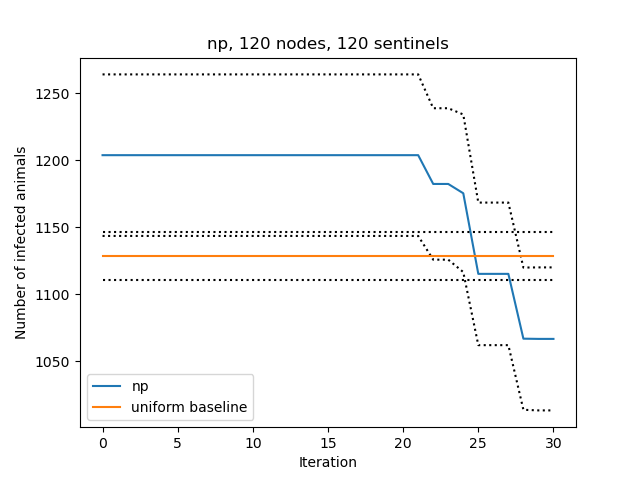 np, 120 nodes, 120 sentinels
Number of infected animals
1250
1200
1150
1100
1050
np
uniform baseline
0 5 10 15 20 25 30
Iteration